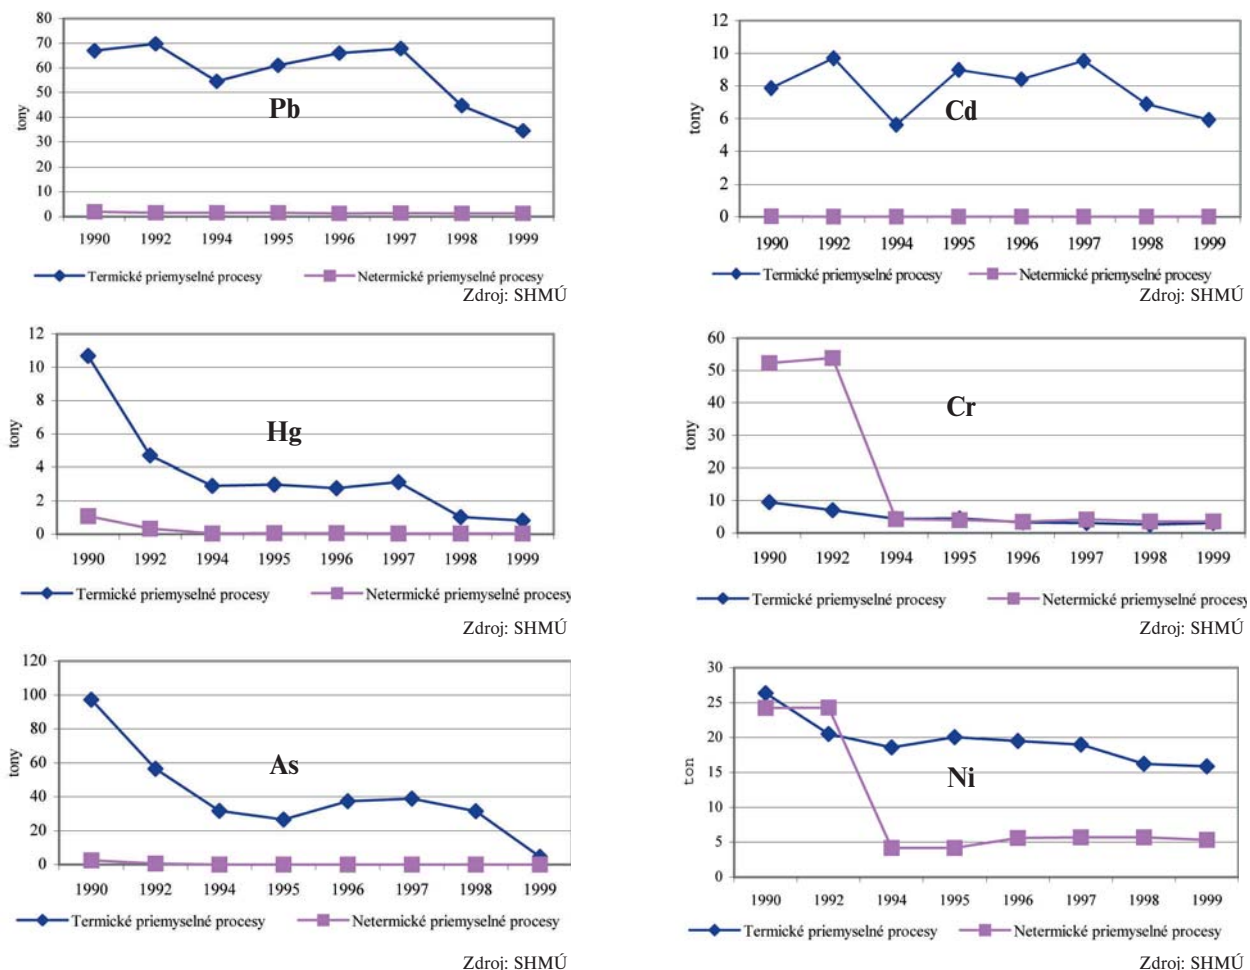 80
70
60
50
40
30
20
10
0
tony
Pb
1990 1992 1994 1995 1996 1997 1998 1999
Termické priemyselné procesy Netermické priemyselné procesy
Zdroj: SHMÚ
12
10
8
6
4
2
0
tony
Cd
1990 1992 1994 1995 1996 1997 1998 1999
Termické priemyselné procesy Netermické priemyselné procesy
Zdroj: SHMÚ
12
10
8
6
4
2
0
tony
Hg
1990 1992 1994 1995 1996 1997 1998 1999
Termické priemyselné procesy Netermické priemyselné procesy
Zdroj: SHMÚ
60
50
40
30
20
10
0
tony
Cr
1990 1992 1994 1995 1996 1997 1998 1999
Termické priemyselné procesy Netermické priemyselné procesy
Zdroj: SHMÚ
120
100
80
60
40
20
0
tony
As
1990 1992 1994 1995 1996 1997 1998 1999
Termické priemyselné procesy Netermické priemyselné procesy
Zdroj: SHMÚ
30
25
20
15
10
5
0
ton
Ni
1990 1992 1994 1995 1996 1997 1998 1999
Termické priemyselné procesy Netermické priemyselné procesy
Zdroj: SHMÚ